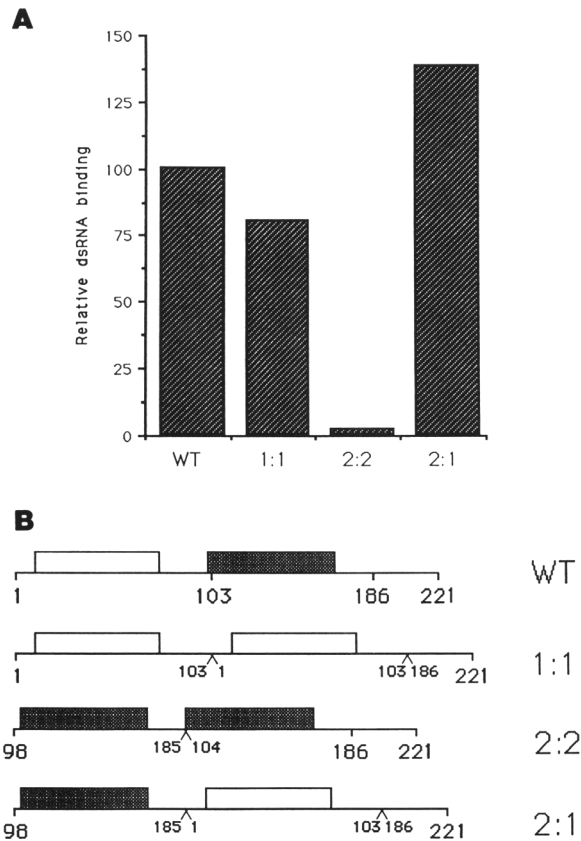 A
Relative dsRNA binding
150
125
100
75
50
25
0
WT 1:1 2:2 2:1
B
1 103 186 221 WT
1 103 1 103 186 221 1:1
98 185 104 186 221 2:2
98 185 1 103 186 221 2:1